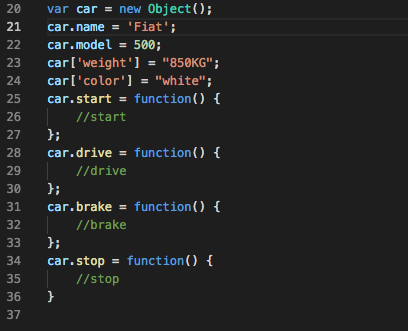 20 var car = new Object();
21 car.name = 'Fiat';
22 car.model = 500;
23 car['weight'] = "850KG";
24 car['color'] = "white";
25 car.start = function() {
26     //start
27 };
28 car.drive = function() {
29     //drive
30 };
31 car.brake = function() {
32     //brake
33 };
34 car.stop = function() {
35     //stop
36 }
37